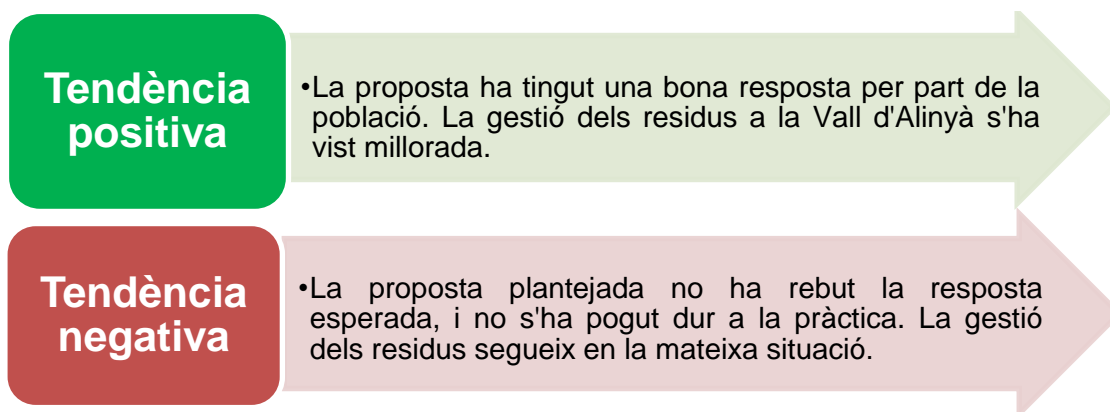 Tendència
positiva
•La proposta ha tingut una bona resposta per part de la
població. La gestió dels residus a la Vall d'Alinyà s'ha
vist millorada.
Tendència
negativa
•La proposta plantejada no ha rebut la resposta
esperada, i no s'ha pogut dur a la pràctica. La gestió
dels residus segueix en la mateixa situació.